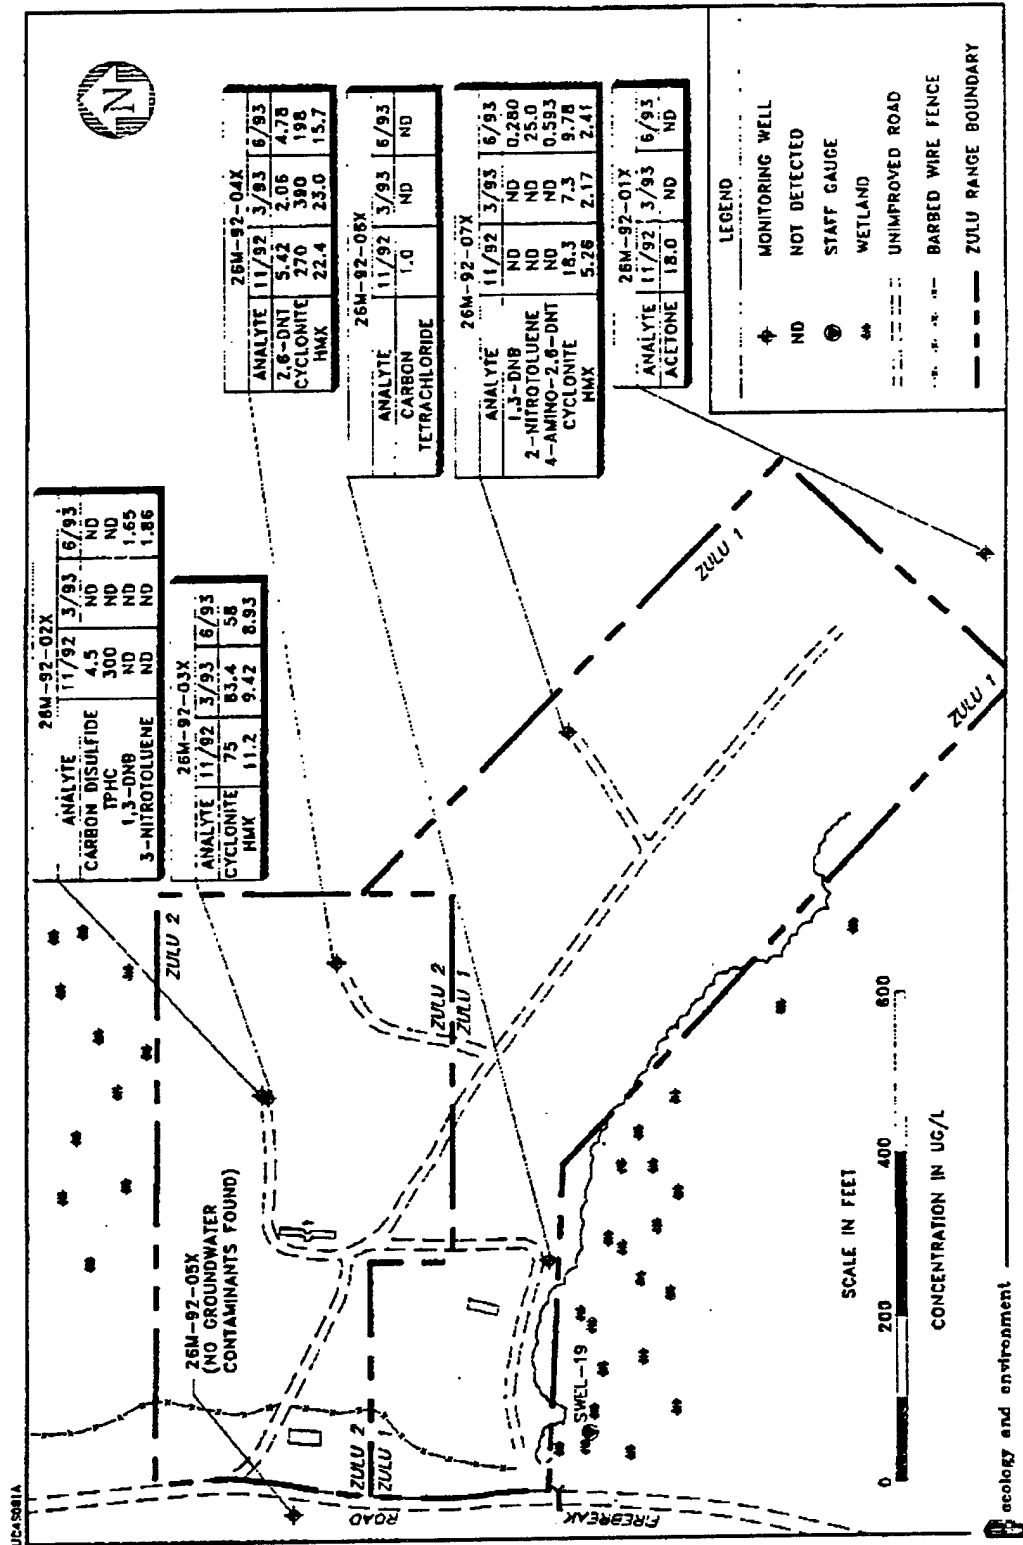 UCAS081A
N
26M-92-02X
ANALYTE 11/92 3/93 6/93
CARBON DISULFIDE 4.5 ND ND
TPHC 300 ND ND
1,3-DNB ND ND 1.65
3-NITROTOLUENE ND ND 1.86
26M-92-03X
ANALYTE 11/92 3/93 6/93
CYCLONITE 75 83.4 58
HMX 11.2 9.42 8.93
26M-92-04X
ANALYTE 11/92 3/93 6/93
2,6-DNT 5.42 2.06 4.78
CYCLONITE 270 390 198
HMX 22.4 23.0 15.7
26M-92-06X
ANALYTE 11/92 3/93 6/93
CARBON
TETRACHLORIDE 1.0 ND ND
26M-92-07X
ANALYTE 11/92 3/93 6/93
1,3-DNB ND ND 0.280
2-NITROTOLUENE ND ND 25.0
4-AMINO-2,6-DNT ND ND 0.593
CYCLONITE 18.3 7.3 9.78
HMX 5.26 2.17 2.41
26M-92-01X
ANALYTE 11/92 3/93 6/93
ACETONE 18.0 ND ND
26M-92-05X
(NO GROUNDWATER
CONTAMINANTS FOUND)
ZULU 2
ZULU 2
ZULU 1
ZULU 2
ZULU 1
ZULU 1
ZULU 1
ROAD
FIREBREAK
SWEL-19
LEGEND
MONITORING WELL
ND NOT DETECTED
STAFF GAUGE
WETLAND
UNIMPROVED ROAD
BARBED WIRE FENCE
ZULU RANGE BOUNDARY
SCALE IN FEET
0 200 400 600
CONCENTRATION IN UG/L
ecology and environment